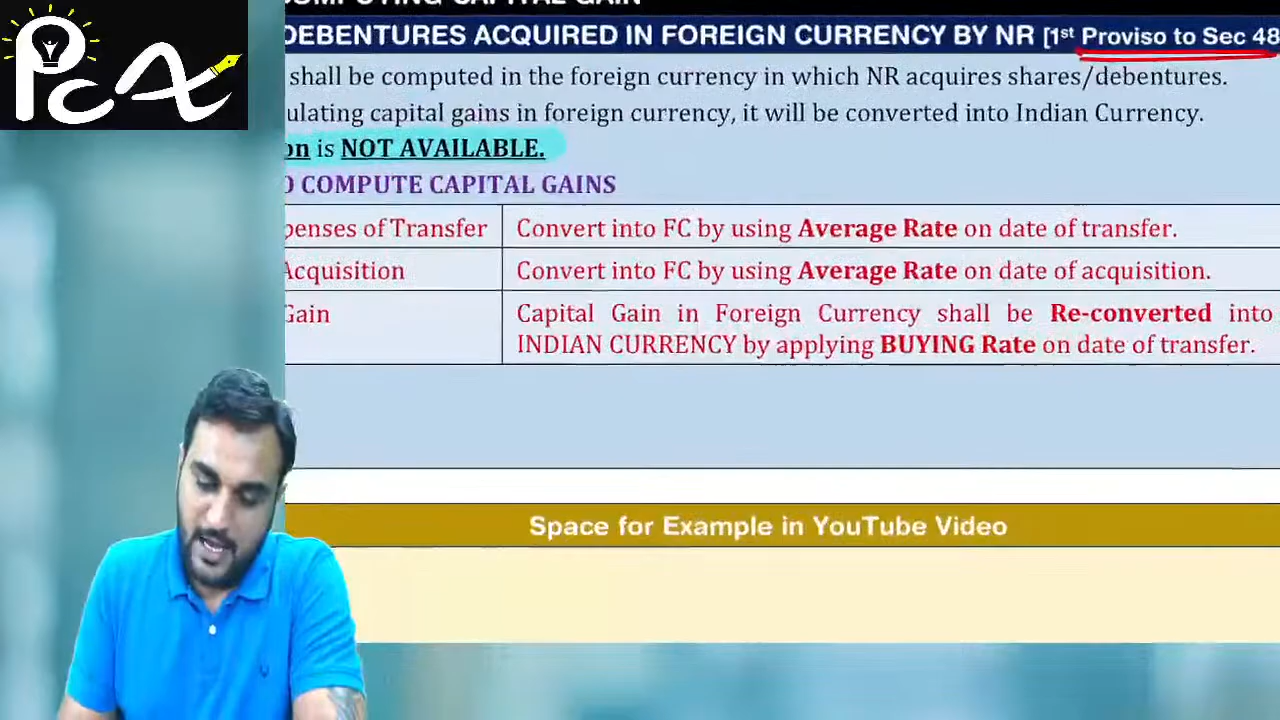 PCA
COMPUTING CAPITAL GAIN
DEBENTURES ACQUIRED IN FOREIGN CURRENCY BY NR [1st Proviso to Sec 48
shall be computed in the foreign currency in which NR acquires shares/debentures.
ulating capital gains in foreign currency, it will be converted into Indian Currency.
on is NOT AVAILABLE.
O COMPUTE CAPITAL GAINS
penses of Transfer
Convert into FC by using Average Rate on date of transfer.
Acquisition
Convert into FC by using Average Rate on date of acquisition.
Gain
Capital Gain in Foreign Currency shall be Re-converted into
INDIAN CURRENCY by applying BUYING Rate on date of transfer.
Space for Example in YouTube Video